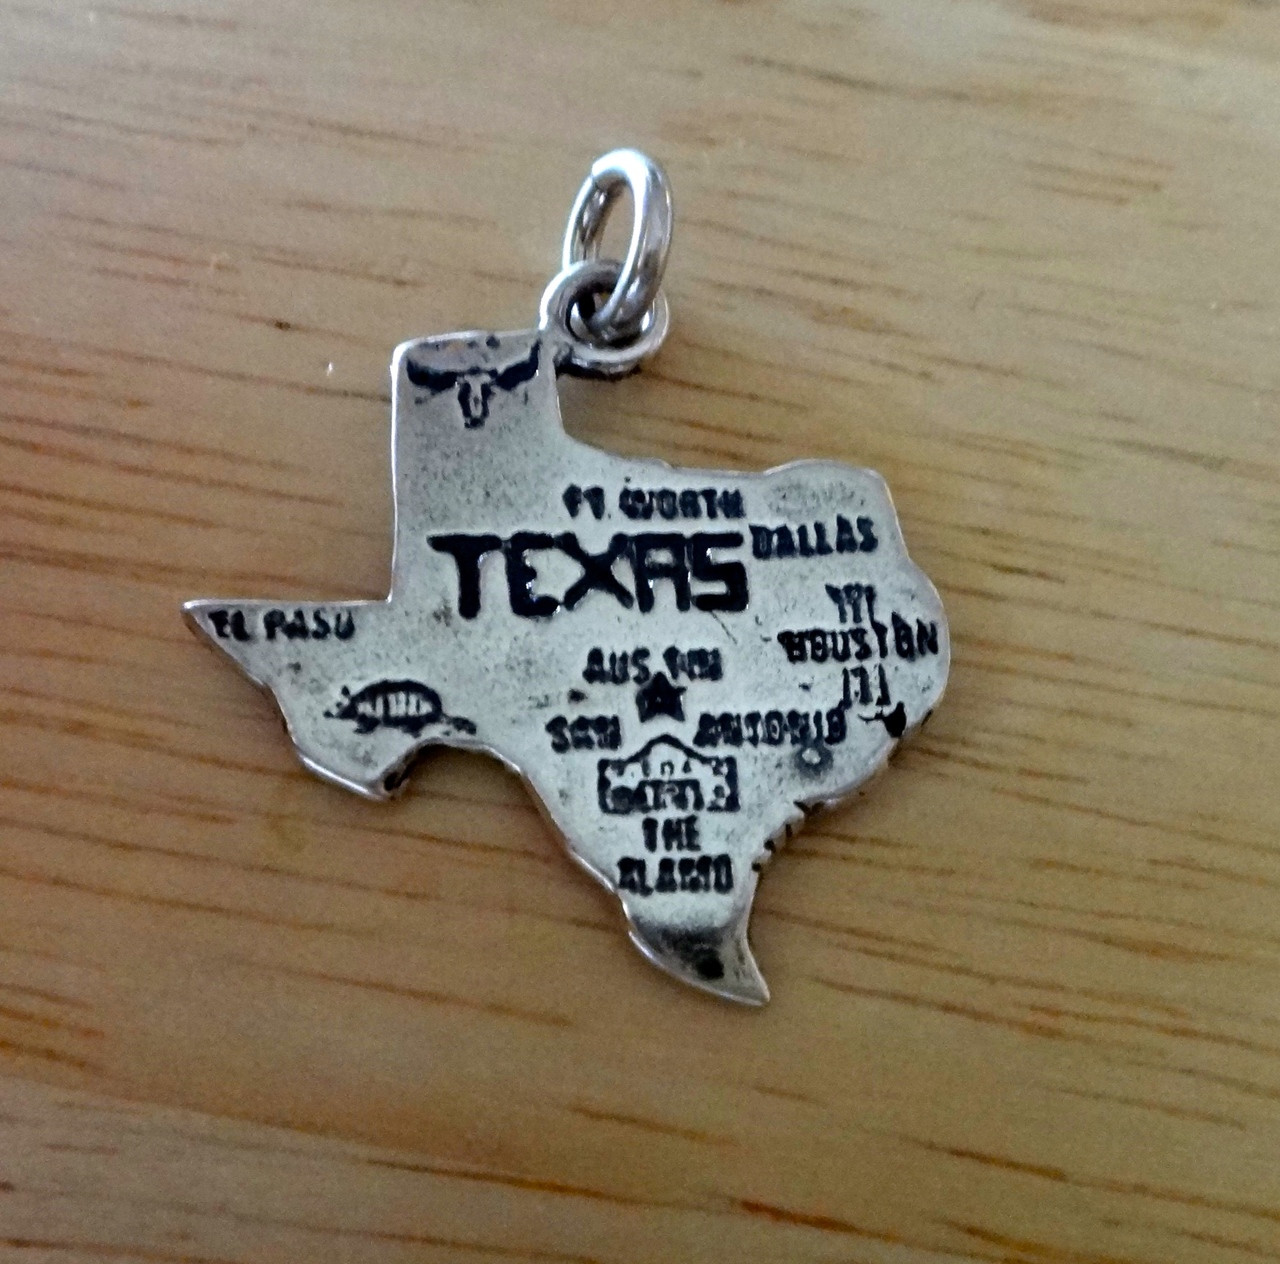 FT. WORTH
TEXAS
DALLAS
EL PASO
HOUSTON
AUSTIN
SAN ANTONIO
THE
ALAMO